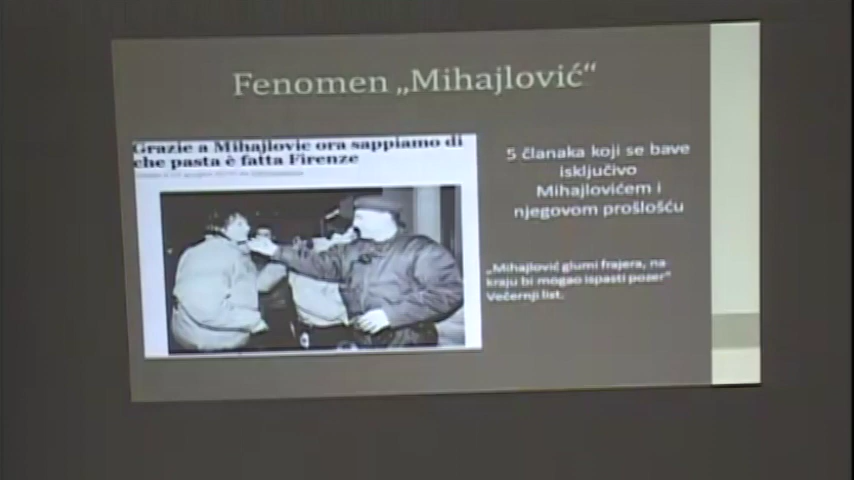 Fenomen „Mihajlović“
Grazie a Mihajlovic ora sappiamo di
che pasta è fatta Firenze
5 članaka koji se bave
isključivo
Mihajlovićem i
njegovom prošlošću
„Mihajlović glumi frajera, na
kraju bi mogao ispasti pozer“
Večernji list.